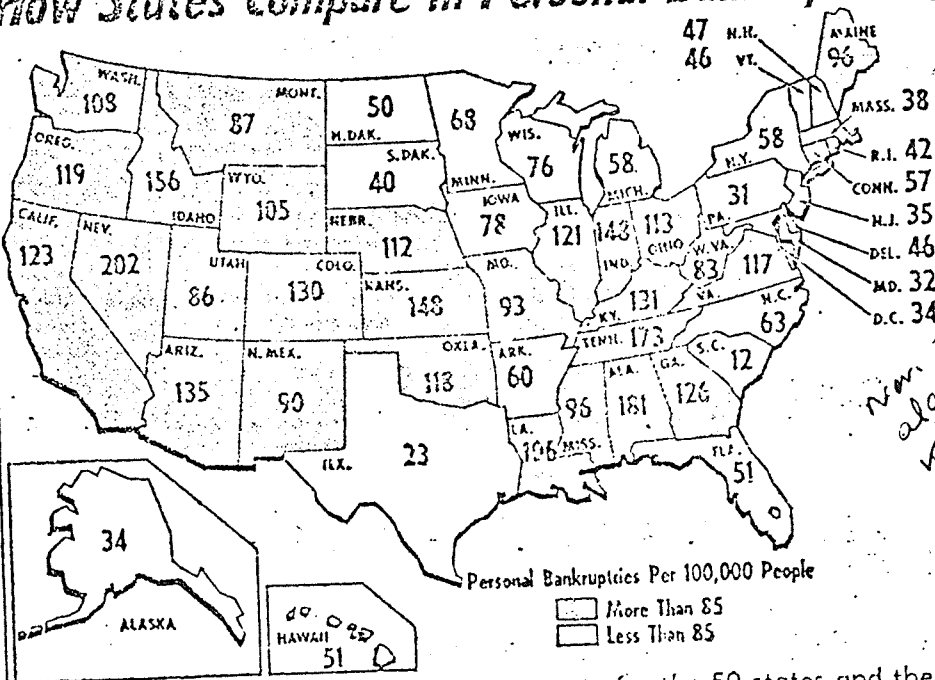 How States Compare in Personal
47 N.H.
46 VT.
MAINE
96
WASH.
108
MONT.
87
50
N.DAK.
68
MINN.
WIS.
76
58
MICH.
58
N.Y.
MASS. 38
R.I. 42
CONN. 57
N.J. 35
DEL. 46
MD. 32
D.C. 34
OREG.
119
156
IDAHO
WYO.
105
S.DAK.
40
IOWA
78
NEBR.
112
ILL.
121
148
IND.
113
OHIO
PA.
31
W.VA.
83
117
VA.
CALIF.
123
NEV.
202
UTAH
86
COLO.
130
KANS.
148
MO.
93
KY. 131
N.C.
63
TENN. 173
S.C.
12
ARIZ.
135
N.MEX.
90
OKLA.
118
ARK.
60
96
MISS.
ALA.
181
GA.
126
LA.
106
TEX.
23
FLA.
51
34
ALASKA
HAWAII
51
Personal Bankruptcies Per 100,000 People
More Than 85
Less Than 85
for the 50 states and the